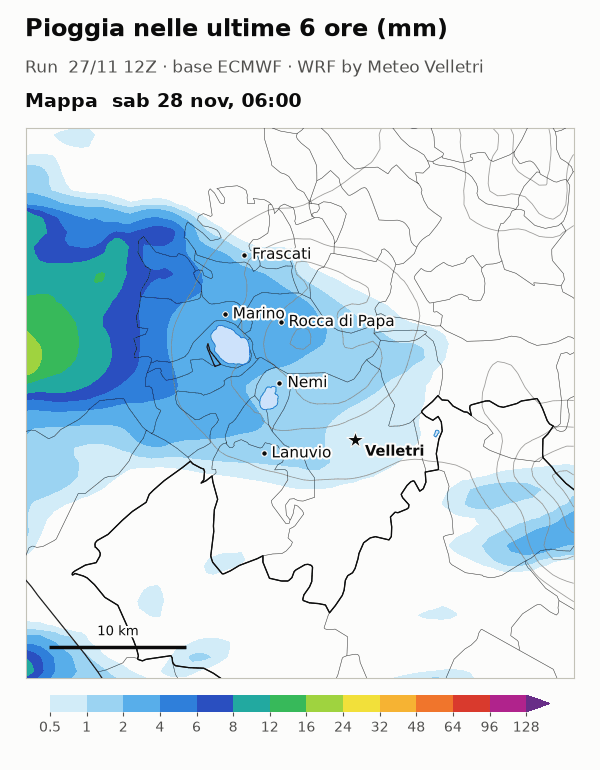 Pioggia nelle ultime 6 ore (mm)
Run  27/11 12Z · base ECMWF · WRF by Meteo Velletri
Mappa  sab 28 nov, 06:00
Frascati
Marino
Rocca di Papa
Nemi
Velletri
Lanuvio
10 km
0.5 1 2 4 6 8 12 16 24 32 48 64 96 128